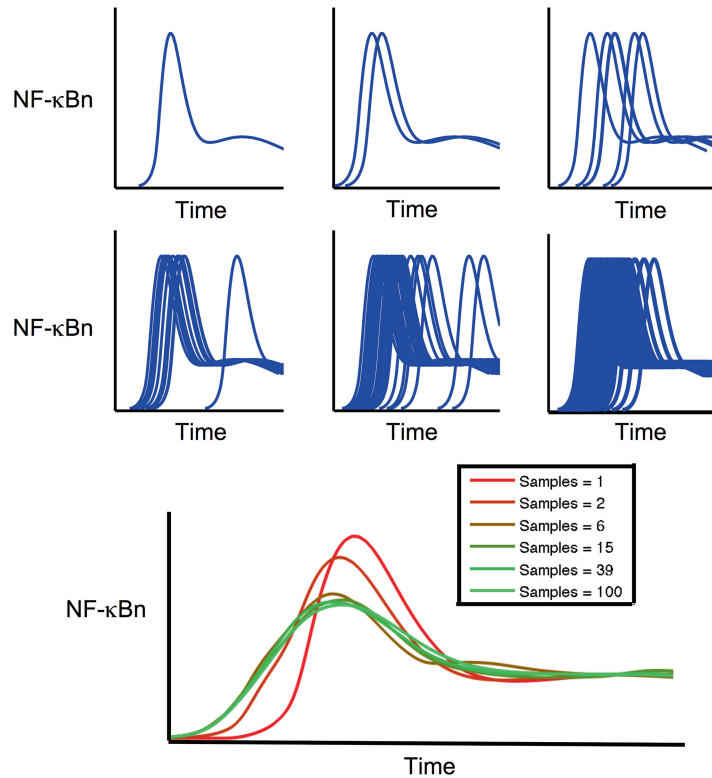 NF-κBn
Time
Time
Time
NF-κBn
Time
Time
Time
Samples = 1
Samples = 2
Samples = 6
Samples = 15
Samples = 39
Samples = 100
NF-κBn
Time